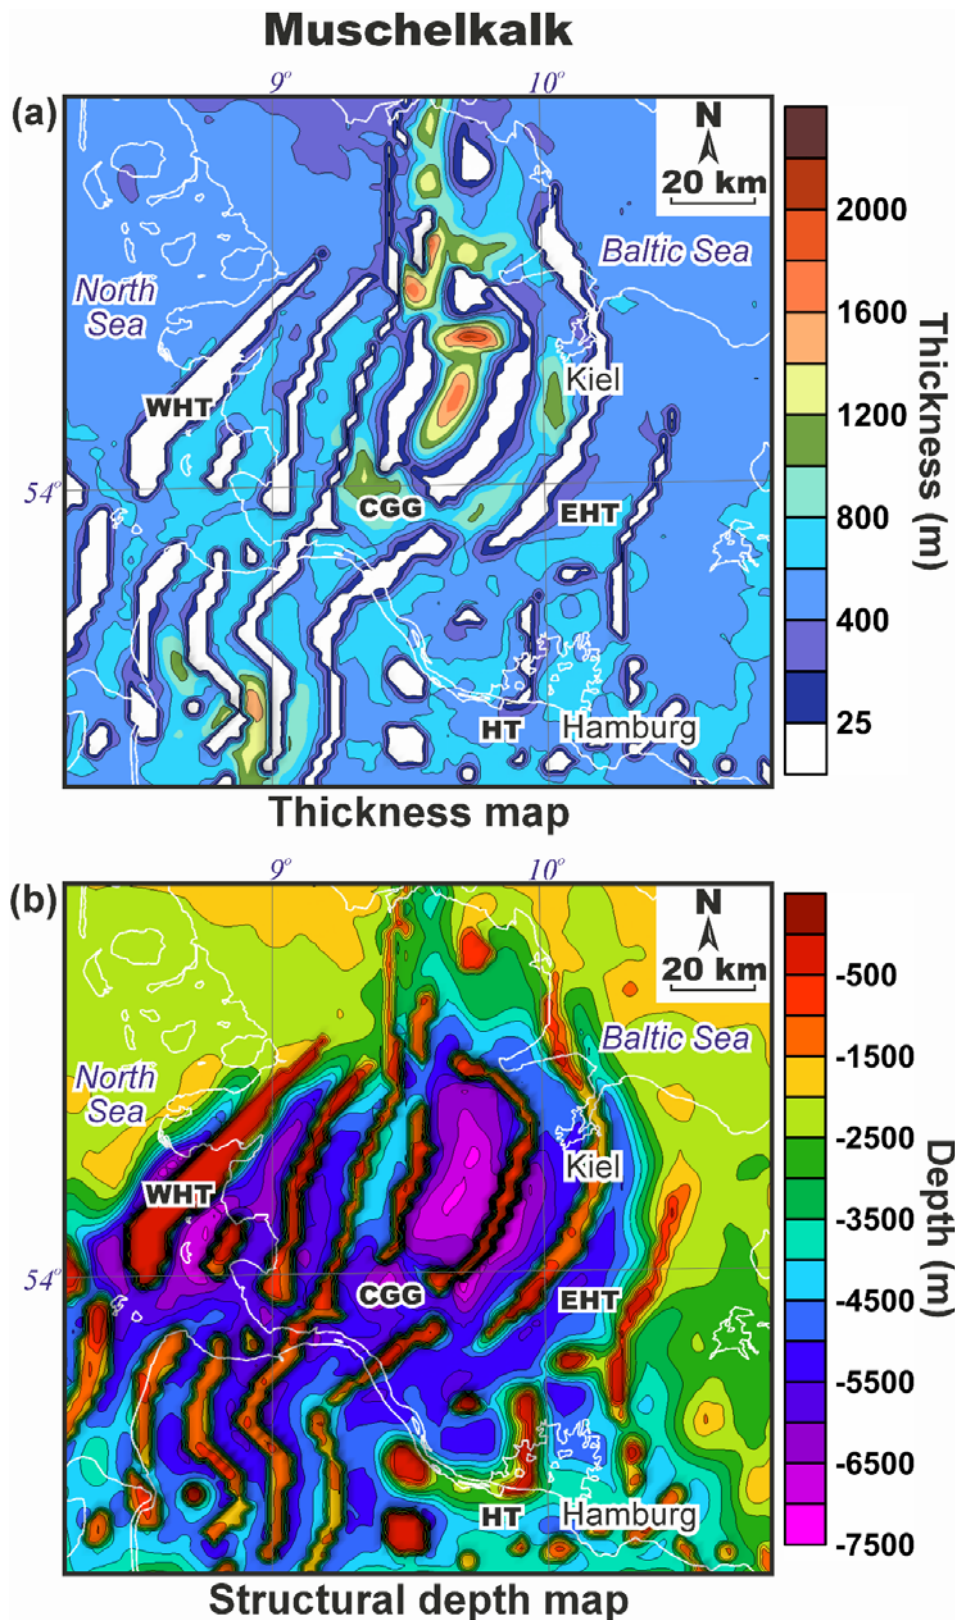 Muschelkalk
9°
10°
(a)
N
20 km
2000
Baltic Sea
North
Sea
1600
Kiel
WHT
1200
54°
CGG
EHT
800
400
HT
Hamburg
25
Thickness (m)
Thickness map
9°
10°
(b)
N
20 km
-500
Baltic Sea
-1500
North
Sea
-2500
Kiel
WHT
-3500
54°
CGG
EHT
-4500
-5500
-6500
HT
Hamburg
-7500
Depth (m)
Structural depth map